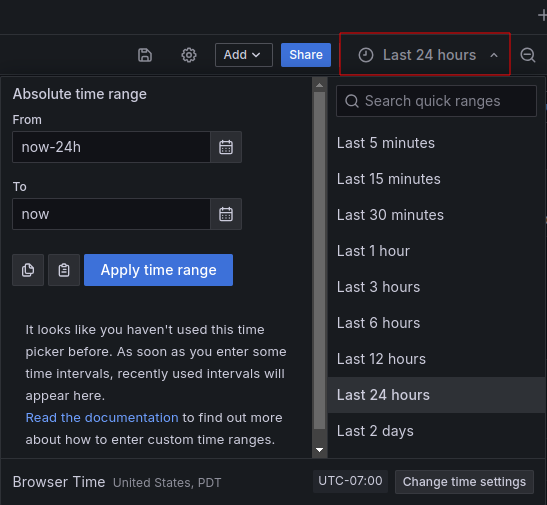 Add
Share
Last 24 hours
Absolute time range
From
now-24h
To
now
Apply time range
It looks like you haven't used this time
picker before. As soon as you enter some
time intervals, recently used intervals will
appear here.
Read the documentation to find out more
about how to enter custom time ranges.
Search quick ranges
Last 5 minutes
Last 15 minutes
Last 30 minutes
Last 1 hour
Last 3 hours
Last 6 hours
Last 12 hours
Last 24 hours
Last 2 days
Browser Time United States, PDT
UTC-07:00
Change time settings